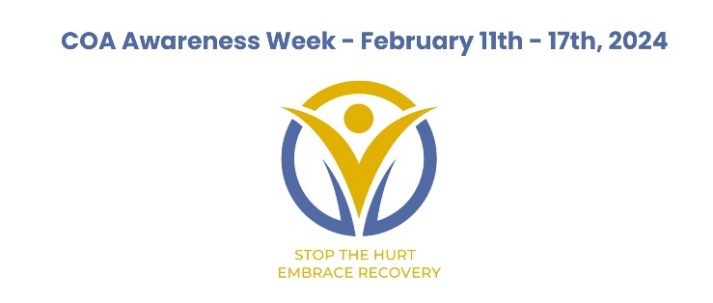 COA Awareness Week - February 11th - 17th, 2024
STOP THE HURT
EMBRACE RECOVERY